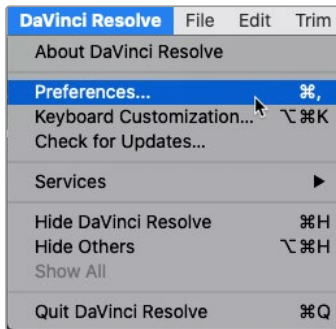 DaVinci Resolve File Edit Trim
About DaVinci Resolve
Preferences... ⌘,
Keyboard Customization... ⌥⌘K
Check for Updates...
Services ▶
Hide DaVinci Resolve ⌘H
Hide Others ⌥⌘H
Show All
Quit DaVinci Resolve ⌘Q